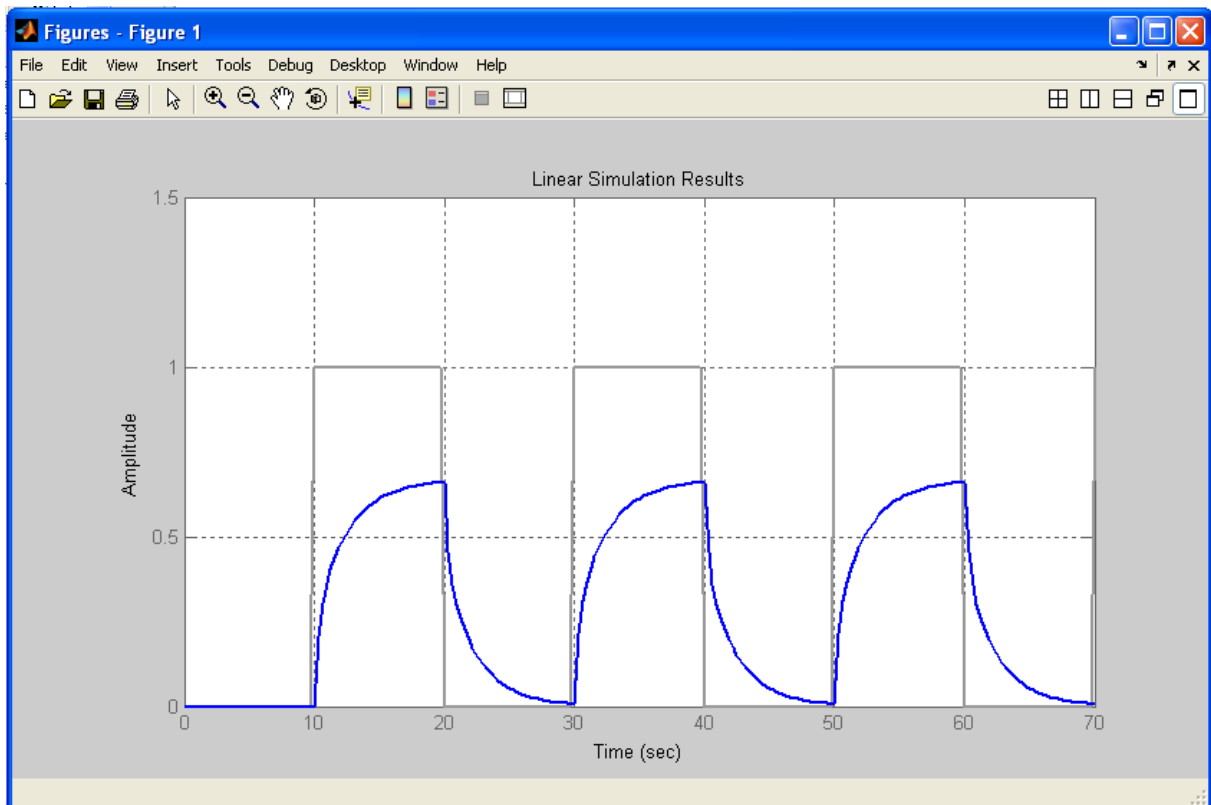 Figures - Figure 1
File Edit View Insert Tools Debug Desktop Window Help
Linear Simulation Results
1.5
1
0.5
0
Amplitude
0 10 20 30 40 50 60 70
Time (sec)